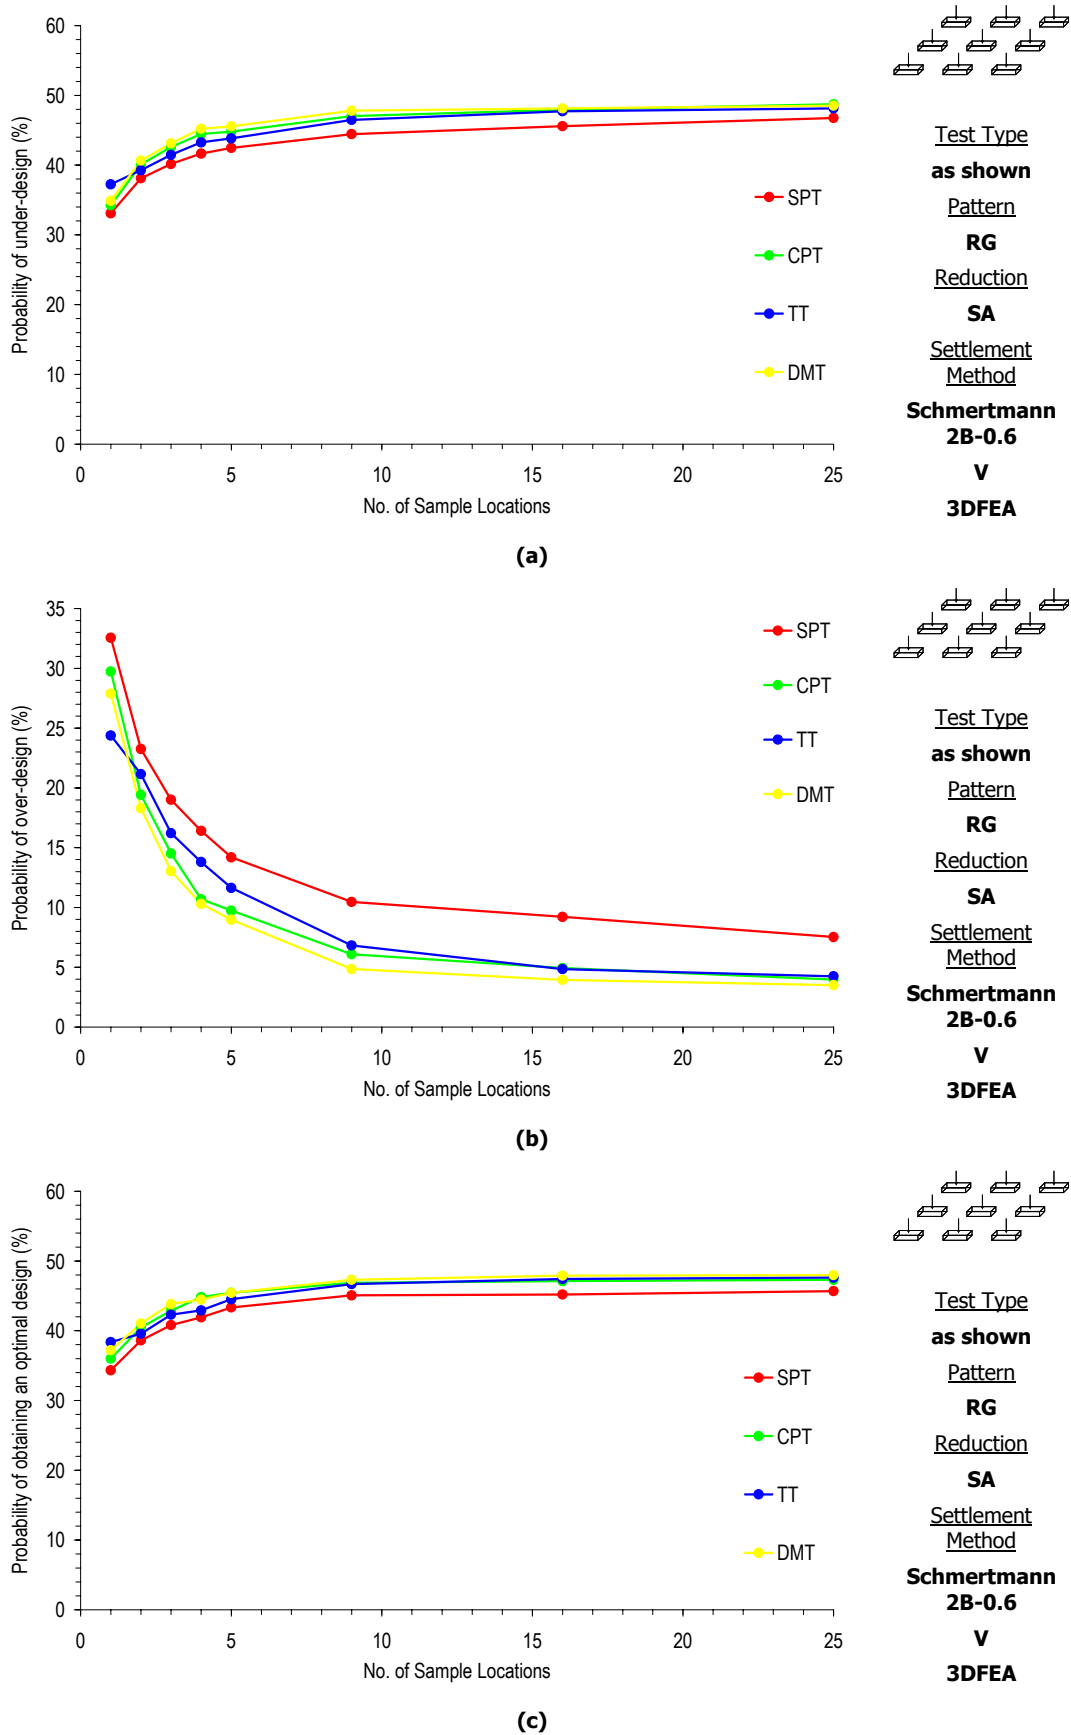 60
50
40
30
20
10
0
Probability of under-design (%)
SPT
CPT
TT
DMT
0
5
10
15
20
25
No. of Sample Locations
Test Type
as shown
Pattern
RG
Reduction
SA
Settlement
Method
Schmertmann
2B-0.6
V
3DFEA
(a)
35
30
25
20
15
10
5
0
Probability of over-design (%)
SPT
CPT
TT
DMT
0
5
10
15
20
25
No. of Sample Locations
Test Type
as shown
Pattern
RG
Reduction
SA
Settlement
Method
Schmertmann
2B-0.6
V
3DFEA
(b)
60
50
40
30
20
10
0
Probability of obtaining an optimal design (%)
SPT
CPT
TT
DMT
0
5
10
15
20
25
No. of Sample Locations
Test Type
as shown
Pattern
RG
Reduction
SA
Settlement
Method
Schmertmann
2B-0.6
V
3DFEA
(c)